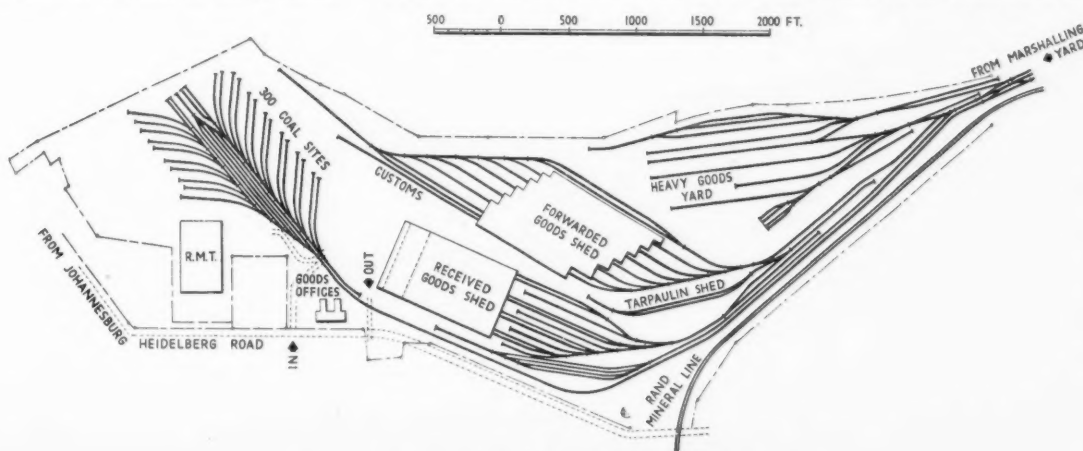 500 0 500 1000 1500 2000 FT.
FROM MARSHALLING
YARD
300 COAL SITES
CUSTOMS
HEAVY GOODS
YARD
FORWARDED
GOODS SHED
R.M.T.
OUT
RECEIVED
GOODS SHED
GOODS
OFFICES
TARPAULIN SHED
FROM JOHANNESBURG
HEIDELBERG ROAD
IN
RAND
MINERAL LINE